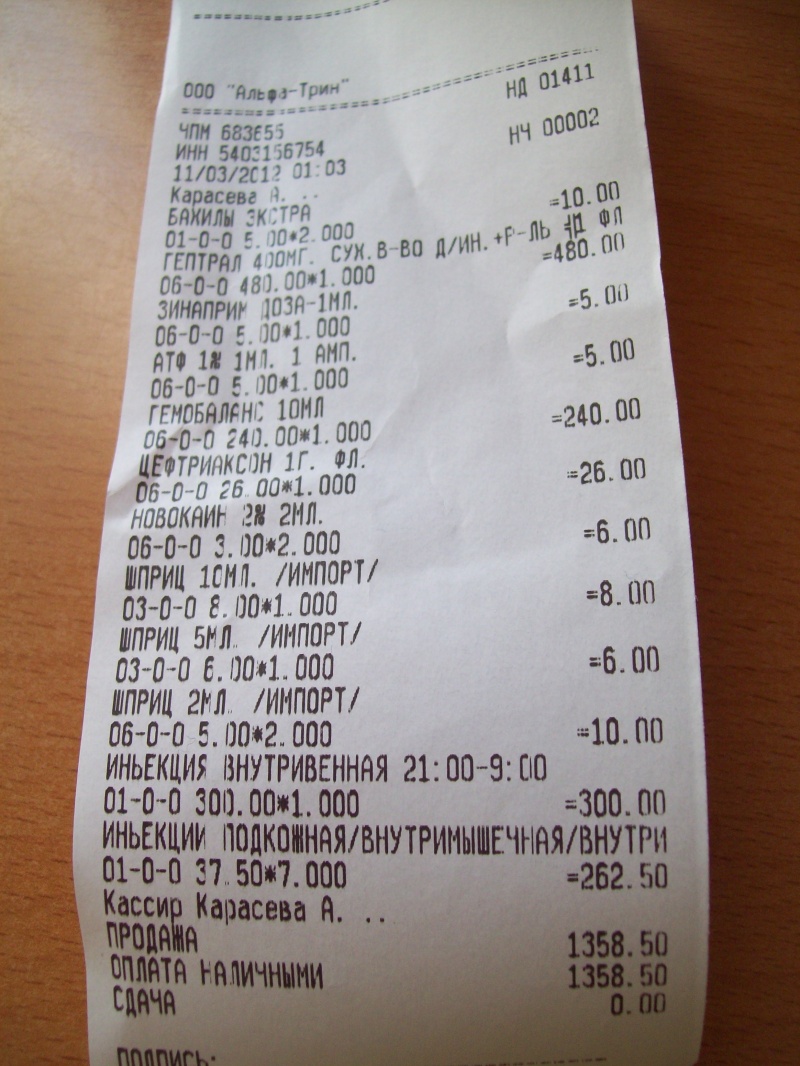 ООО "Альфа-Трин" НД 01411
ЧПМ 683655 НЧ 00002
ИНН 5403156754
11/03/2012 01:03
Карасева А. ..
БАХИЛЫ ЭКСТРА =10.00
01-0-0 5.00*2.000
ГЕПТРАЛ 400МГ. СУХ.В-ВО Д/ИН.+Р-ЛЬ ФЛ
06-0-0 480.00*1.000 =480.00
ЗИНАПРИМ ДОЗА-1МЛ.
06-0-0 5.00*1.000 =5.00
АТФ 1% 1МЛ. 1 АМП.
06-0-0 5.00*1.000 =5.00
ГЕМОБАЛАНС 10МЛ
06-0-0 240.00*1.000 =240.00
ЦЕФТРИАКСОН 1Г. ФЛ.
06-0-0 26.00*1.000 =26.00
НОВОКАИН 2% 2МЛ.
06-0-0 3.00*2.000 =6.00
ШПРИЦ 10МЛ. /ИМПОРТ/
03-0-0 8.00*1.000 =8.00
ШПРИЦ 5МЛ. /ИМПОРТ/
03-0-0 6.00*1.000 =6.00
ШПРИЦ 2МЛ. /ИМПОРТ/
06-0-0 5.00*2.000 =10.00
ИНЬЕКЦИЯ ВНУТРИВЕННАЯ 21:00-9:00
01-0-0 300.00*1.000 =300.00
ИНЬЕКЦИИ ПОДКОЖНАЯ/ВНУТРИМЫШЕЧНАЯ/ВНУТРИ
01-0-0 37.50*7.000 =262.50
Кассир Карасева А. ..
ПРОДАЖА 1358.50
ОПЛАТА НАЛИЧНЫМИ 1358.50
СДАЧА 0.00
ПОДПИСЬ: